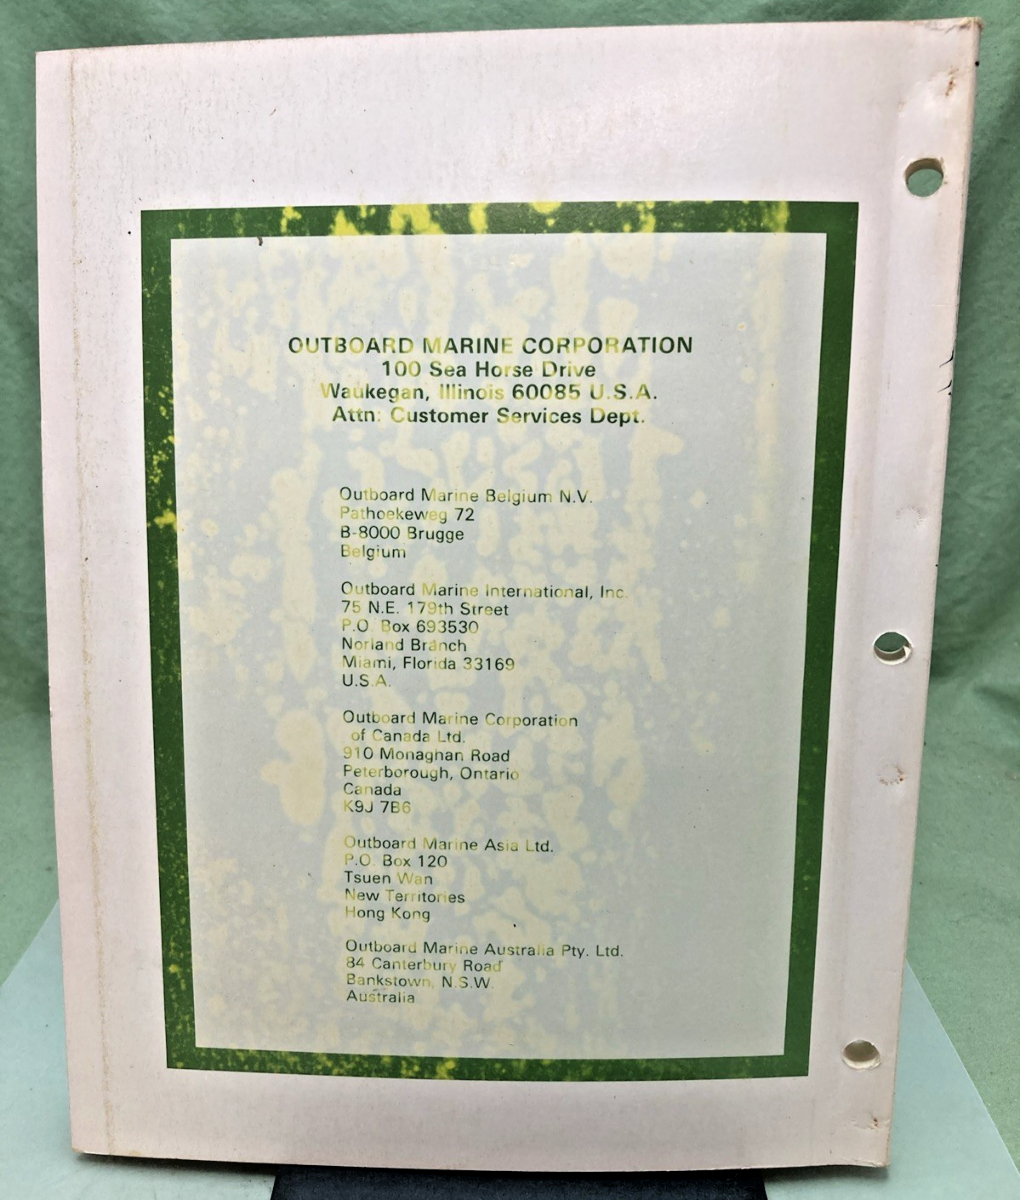 OUTBOARD MARINE CORPORATION
100 Sea Horse Drive
Waukegan, Illinois 60085 U.S.A.
Attn: Customer Services Dept.
Outboard Marine Belgium N.V.
Pathoekeweg 72
B-8000 Brugge
Belgium
Outboard Marine International, Inc.
75 N.E. 179th Street
P.O. Box 693530
Norland Branch
Miami, Florida 33169
U.S.A.
Outboard Marine Corporation
of Canada Ltd.
910 Monaghan Road
Peterborough, Ontario
Canada
K9J 7B6
Outboard Marine Asia Ltd.
P.O. Box 120
Tsuen Wan
New Territories
Hong Kong
Outboard Marine Australia Pty. Ltd.
84 Canterbury Road
Bankstown, N.S.W.
Australia